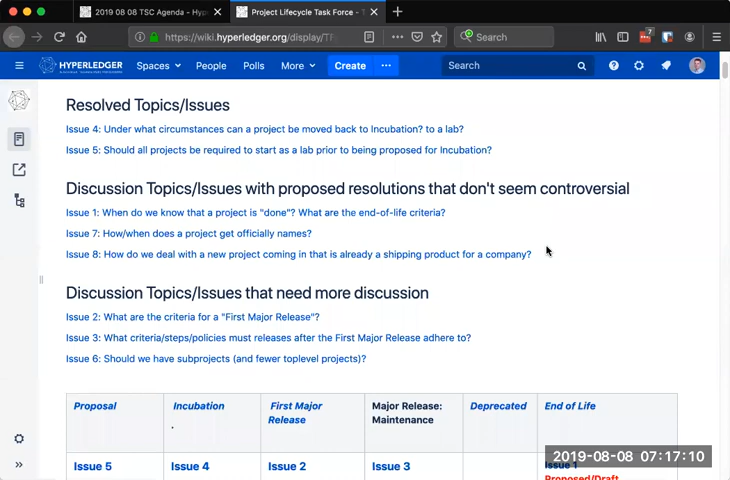 2019 08 08 TSC Agenda - Hype
Project Lifecycle Task Force - T
https://wiki.hyperledger.org/display/TF
Search
7
HYPERLEDGER
Spaces
People
Polls
More
Create
Search
Resolved Topics/Issues
Issue 4: Under what circumstances can a project be moved back to Incubation? to a lab?
Issue 5: Should all projects be required to start as a lab prior to being proposed for Incubation?
Discussion Topics/Issues with proposed resolutions that don't seem controversial
Issue 1: When do we know that a project is "done"? What are the end-of-life criteria?
Issue 7: How/when does a project get officially names?
Issue 8: How do we deal with a new project coming in that is already a shipping product for a company?
Discussion Topics/Issues that need more discussion
Issue 2: What are the criteria for a "First Major Release"?
Issue 3: What criteria/steps/policies must releases after the First Major Release adhere to?
Issue 6: Should we have subprojects (and fewer toplevel projects)?
Proposal
Incubation
.
First Major
Release
Major Release:
Maintenance
Deprecated
End of Life
2019-08-08 07:17:10
Issue 5
Issue 4
Issue 2
Issue 3
Issue 1
Proposed/Draft